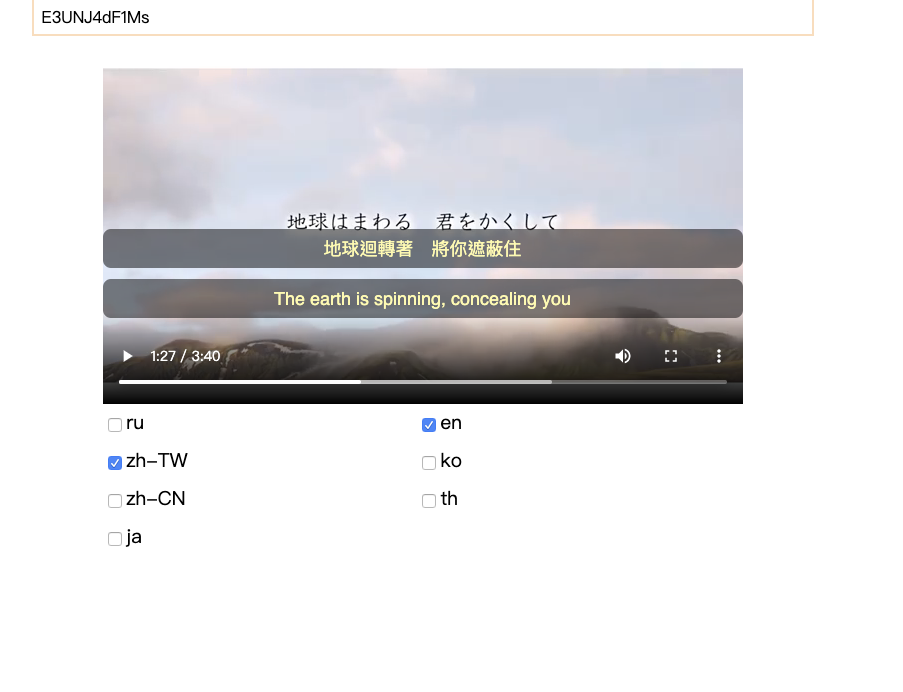 E3UNJ4dF1Ms
地球はまわる　君をかくして
地球迴轉著　將你遮蔽住
The earth is spinning, concealing you
1:27 / 3:40
ru
en
zh-TW
ko
zh-CN
th
ja